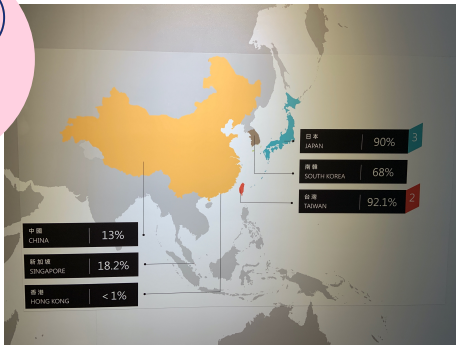 日本
JAPAN
90%
3
南韓
SOUTH KOREA
68%
台灣
TAIWAN
92.1%
2
中國
CHINA
13%
新加坡
SINGAPORE
18.2%
香港
HONG KONG
<1%